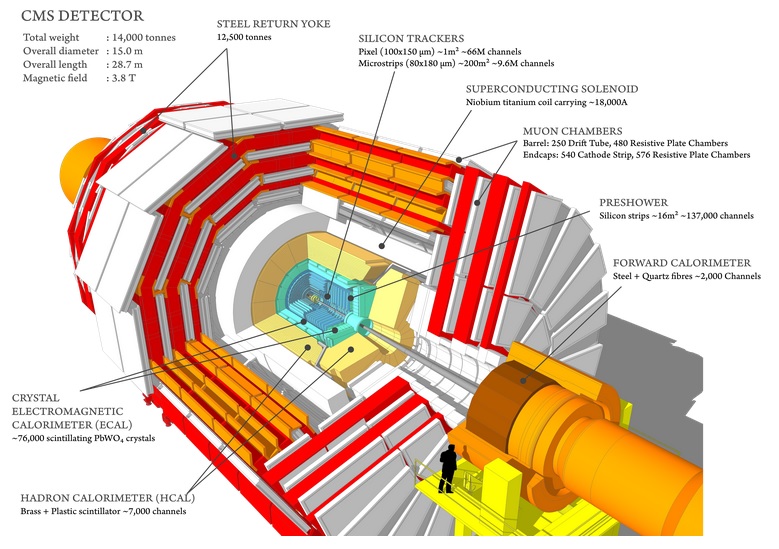 CMS DETECTOR
Total weight : 14,000 tonnes
Overall diameter : 15.0 m
Overall length : 28.7 m
Magnetic field : 3.8 T
STEEL RETURN YOKE
12,500 tonnes
SILICON TRACKERS
Pixel (100x150 μm) ~1m² ~66M channels
Microstrips (80x180 μm) ~200m² ~9.6M channels
SUPERCONDUCTING SOLENOID
Niobium titanium coil carrying ~18,000A
MUON CHAMBERS
Barrel: 250 Drift Tube, 480 Resistive Plate Chambers
Endcaps: 540 Cathode Strip, 576 Resistive Plate Chambers
PRESHOWER
Silicon strips ~16m² ~137,000 channels
FORWARD CALORIMETER
Steel + Quartz fibres ~2,000 Channels
CRYSTAL
ELECTROMAGNETIC
CALORIMETER (ECAL)
~76,000 scintillating PbWO₄ crystals
HADRON CALORIMETER (HCAL)
Brass + Plastic scintillator ~7,000 channels